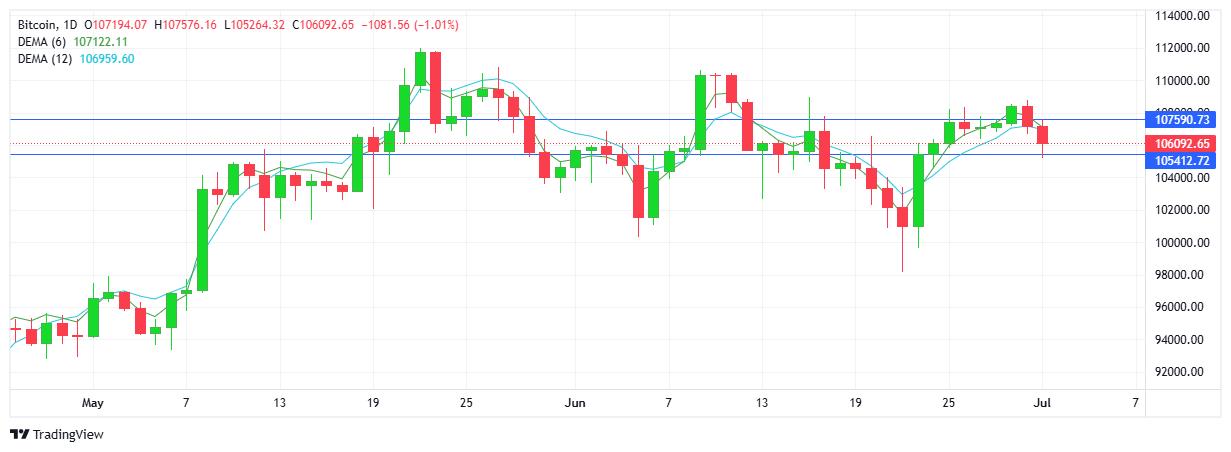 Bitcoin, 1D O107194.07 H107576.16 L105264.32 C106092.65 −1081.56 (−1.01%)
DEMA (6) 107122.11
DEMA (12) 106959.60
114000.00
112000.00
110000.00
108000.00
107590.73
106092.65
105412.72
104000.00
102000.00
100000.00
98000.00
96000.00
94000.00
92000.00
May 7 13 19 25 Jun 7 13 19 25 Jul 7
TradingView